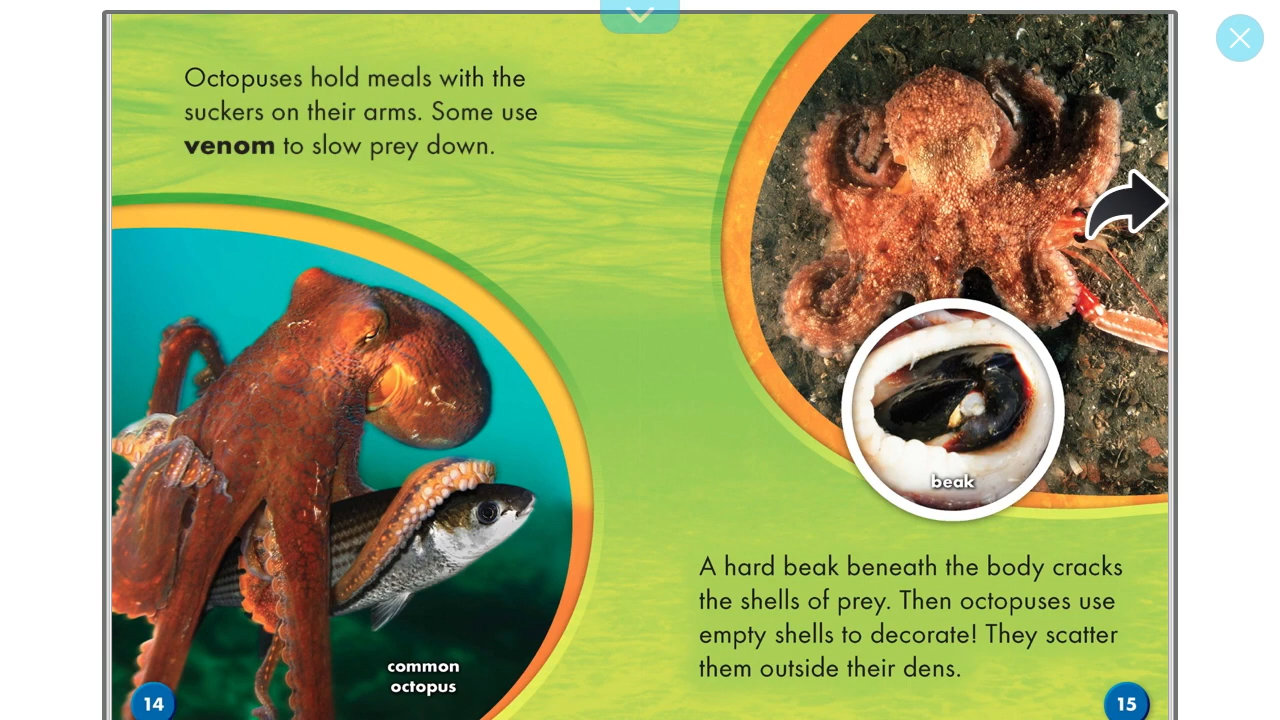 Octopuses hold meals with the
suckers on their arms. Some use
venom to slow prey down.
common
octopus
14
beak
A hard beak beneath the body cracks
the shells of prey. Then octopuses use
empty shells to decorate! They scatter
them outside their dens.
15